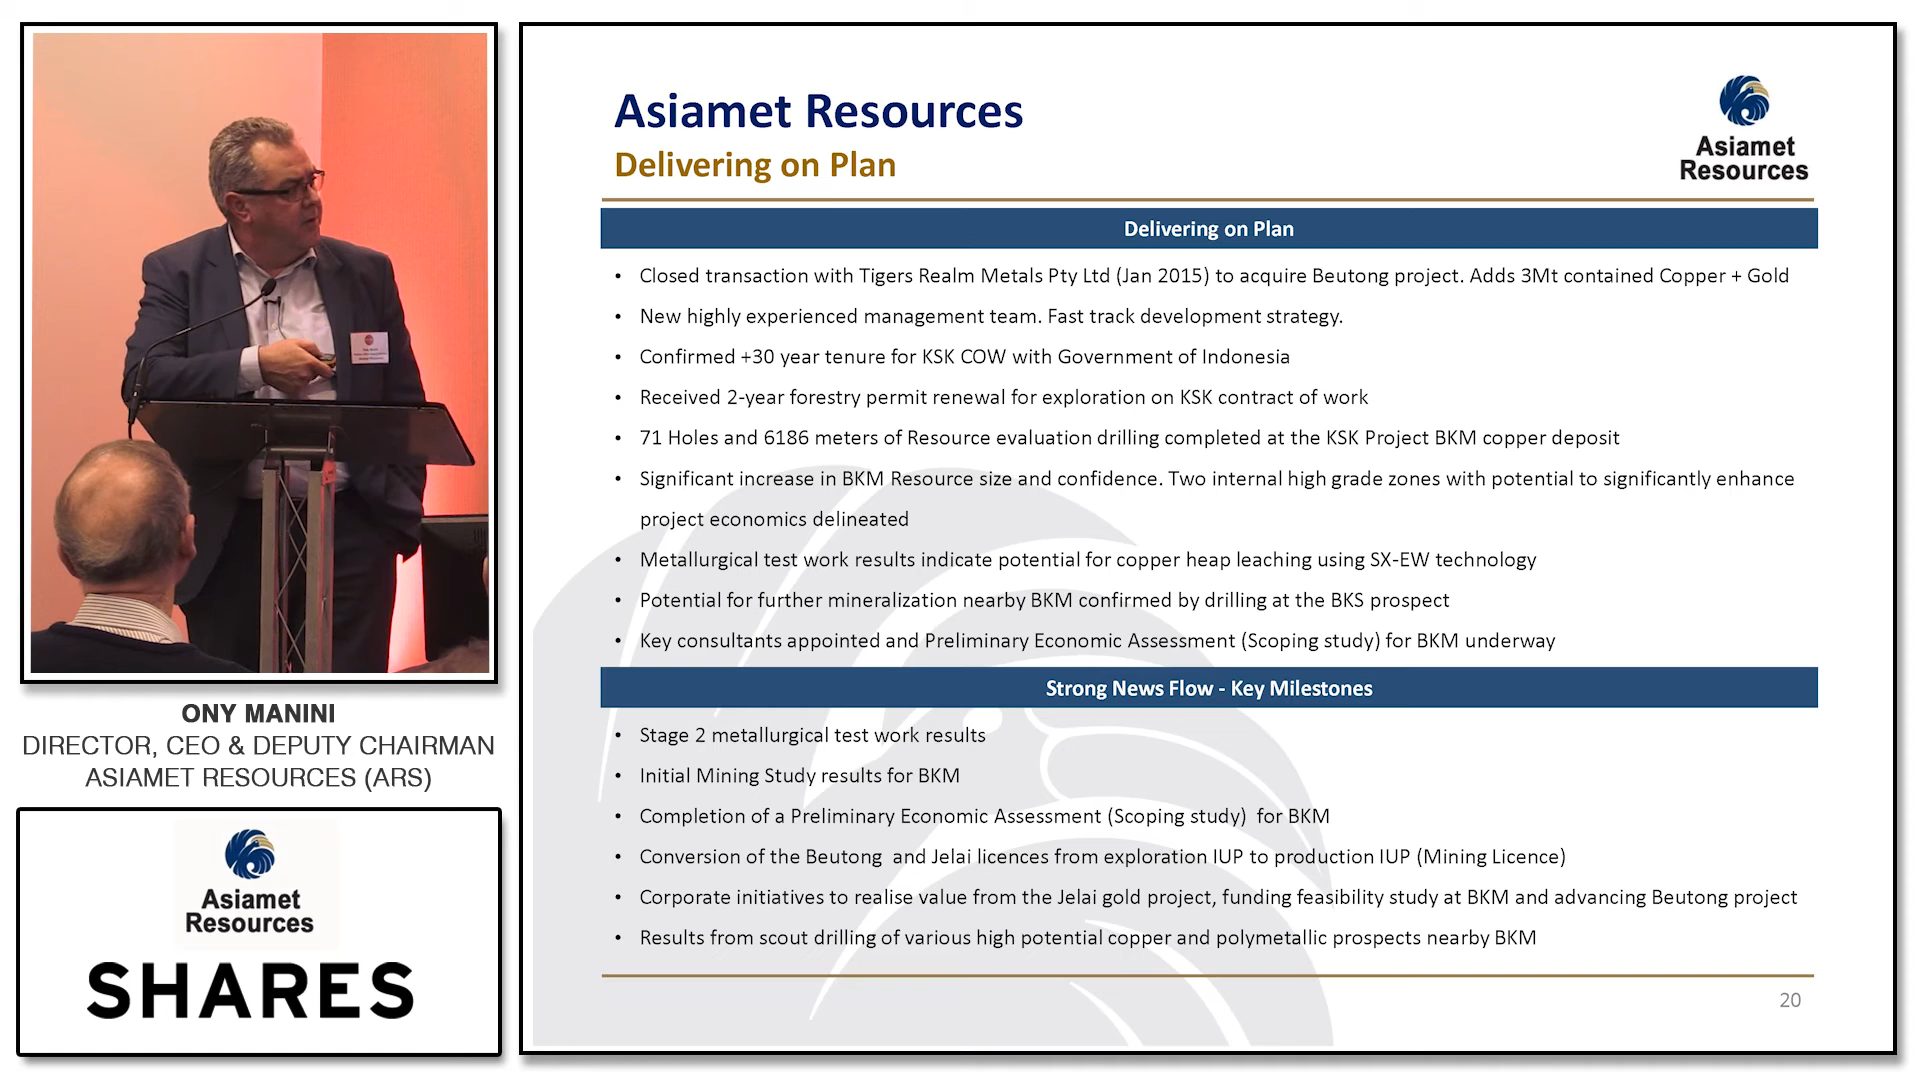 ONY MANINI
DIRECTOR, CEO & DEPUTY CHAIRMAN
ASIAMET RESOURCES (ARS)
Asiamet
Resources
SHARES
Asiamet Resources
Delivering on Plan
Asiamet
Resources
Delivering on Plan
• Closed transaction with Tigers Realm Metals Pty Ltd (Jan 2015) to acquire Beutong project. Adds 3Mt contained Copper + Gold
• New highly experienced management team. Fast track development strategy.
• Confirmed +30 year tenure for KSK COW with Government of Indonesia
• Received 2-year forestry permit renewal for exploration on KSK contract of work
• 71 Holes and 6186 meters of Resource evaluation drilling completed at the KSK Project BKM copper deposit
• Significant increase in BKM Resource size and confidence. Two internal high grade zones with potential to significantly enhance
project economics delineated
• Metallurgical test work results indicate potential for copper heap leaching using SX-EW technology
• Potential for further mineralization nearby BKM confirmed by drilling at the BKS prospect
• Key consultants appointed and Preliminary Economic Assessment (Scoping study) for BKM underway
Strong News Flow - Key Milestones
• Stage 2 metallurgical test work results
• Initial Mining Study results for BKM
• Completion of a Preliminary Economic Assessment (Scoping study) for BKM
• Conversion of the Beutong and Jelai licences from exploration IUP to production IUP (Mining Licence)
• Corporate initiatives to realise value from the Jelai gold project, funding feasibility study at BKM and advancing Beutong project
• Results from scout drilling of various high potential copper and polymetallic prospects nearby BKM
20